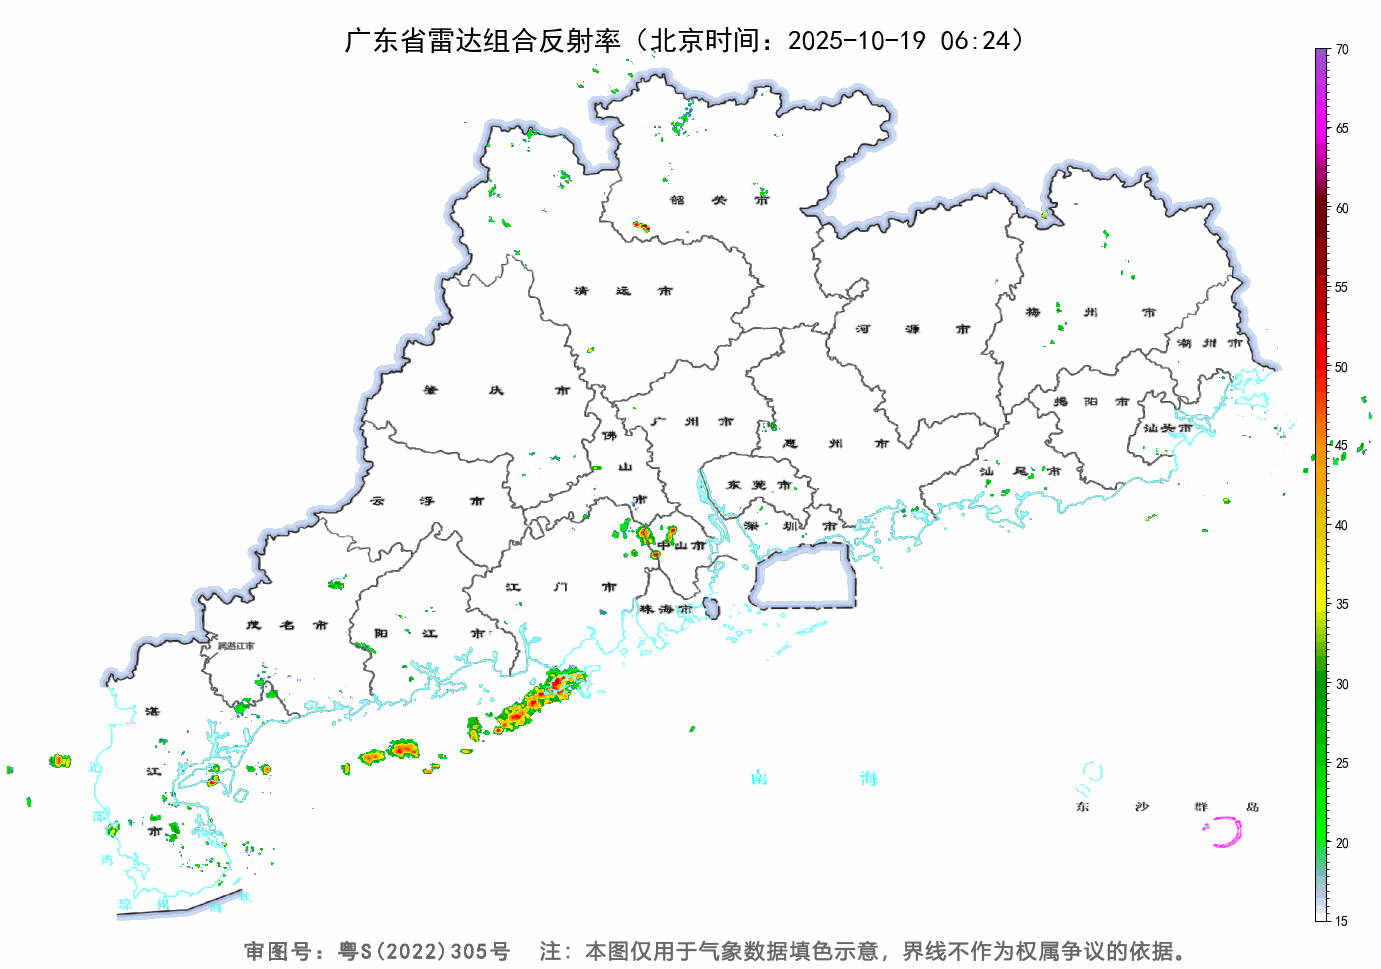 广东省雷达组合反射率（北京时间：2025-10-19 06:24）
70
65
60
55
50
45
40
35
30
25
20
15
韶关市
清远市
梅州市
河源市
潮州市
肇庆市
揭阳市
广州市
汕头市
佛山市
惠州市
汕尾市
东莞市
云浮市
深圳市
中山市
江门市
珠海市
茂名市
阳江市
属湛江市
湛江市
北部湾
南海
东沙群岛
琼州海峡
审图号：粤S(2022)305号 注：本图仅用于气象数据填色示意，界线不作为权属争议的依据。